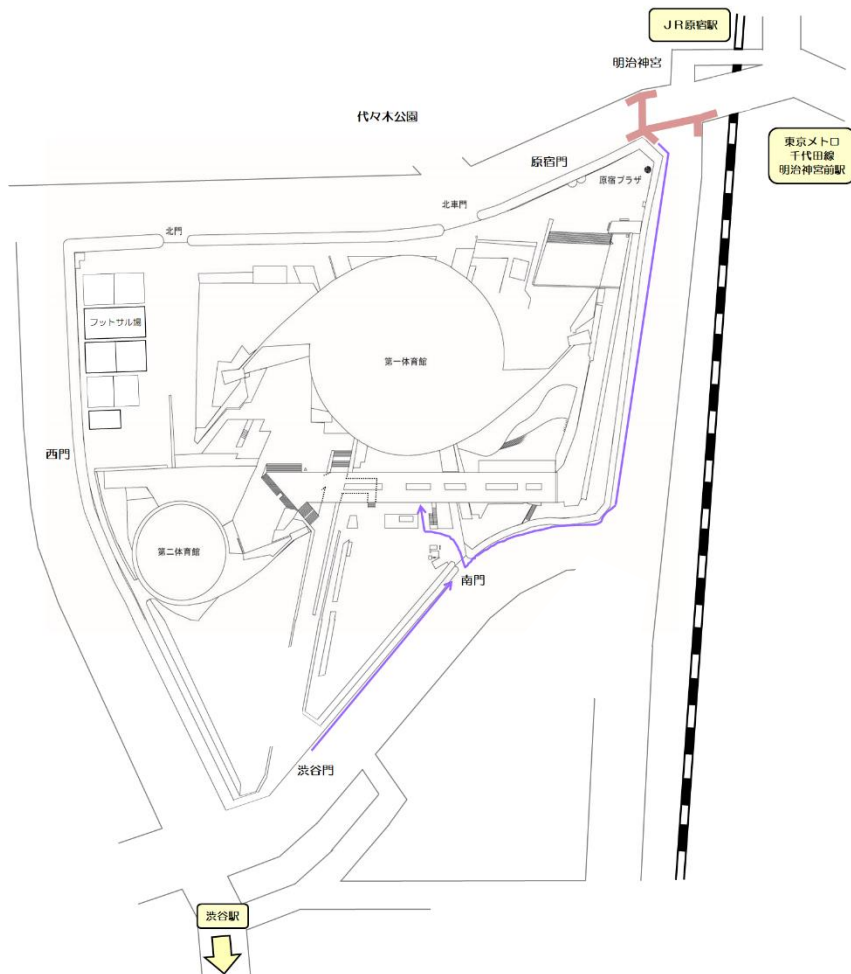 JR原宿駅
明治神宮
代々木公園
東京メトロ
千代田線
明治神宮前駅
原宿門
原宿プラザ
北車門
北門
フットサル場
第一体育館
西門
第二体育館
南門
渋谷門
渋谷駅